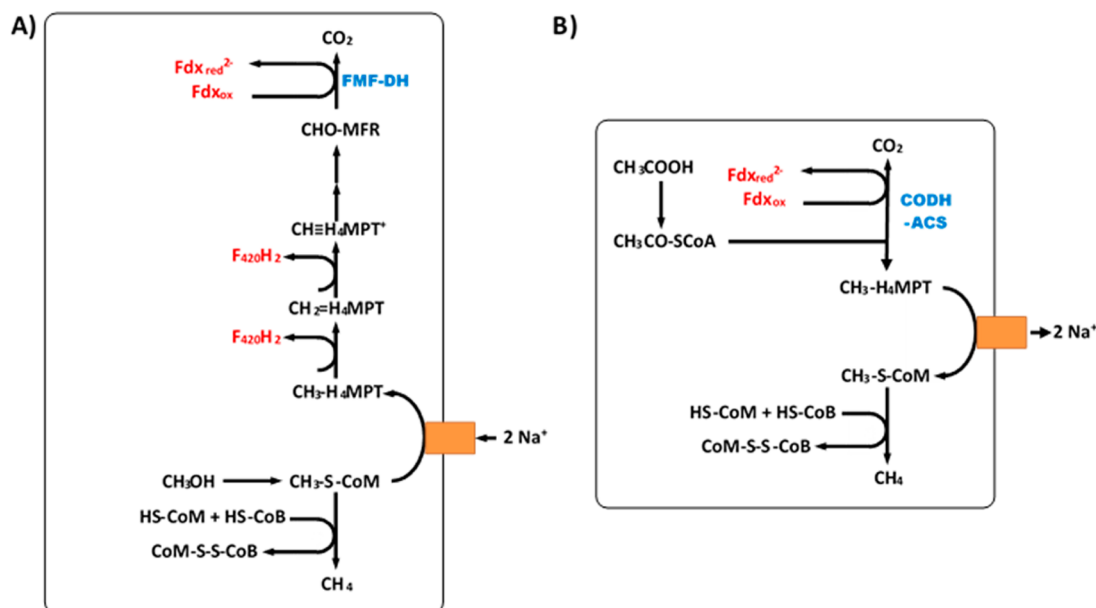 A)
CO₂
Fdxred²⁻
Fdxox
FMF-DH
CHO-MFR
CH≡H₄MPT⁺
F₄₂₀H₂
CH₂=H₄MPT
F₄₂₀H₂
CH₃-H₄MPT
2 Na⁺
CH₃OH
CH₃-S-CoM
HS-CoM + HS-CoB
CoM-S-S-CoB
CH₄
B)
CO₂
CH₃COOH
Fdxred²⁻
Fdxox
CODH
-ACS
CH₃CO-SCoA
CH₃-H₄MPT
2 Na⁺
CH₃-S-CoM
HS-CoM + HS-CoB
CoM-S-S-CoB
CH₄